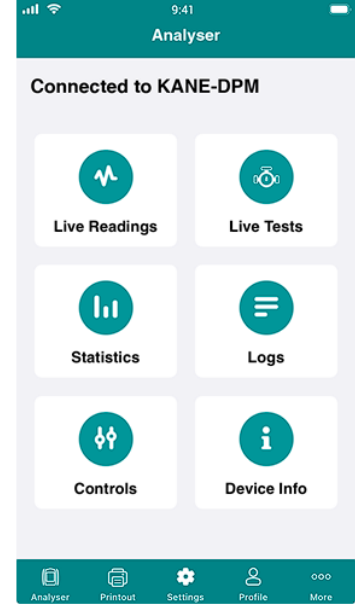 9:41
Analyser
Connected to KANE-DPM
Live Readings
Live Tests
Statistics
Logs
Controls
Device Info
Analyser Printout Settings Profile More